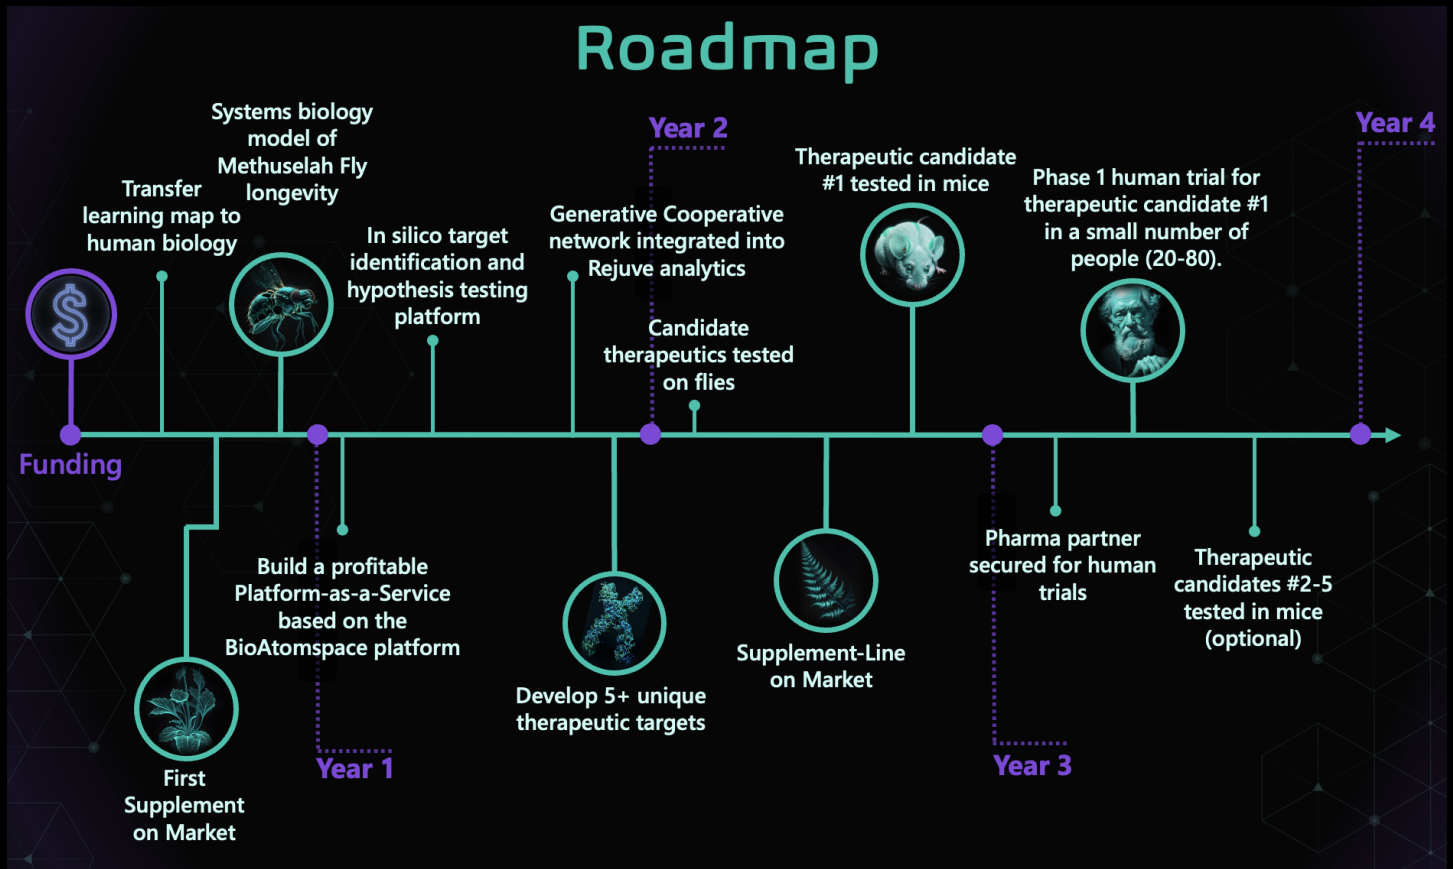 Roadmap
Funding
Transfer
learning map to
human biology
First
Supplement
on Market
Systems biology
model of
Methuselah Fly
longevity
Year 1
Build a profitable
Platform-as-a-Service
based on the
BioAtomspace platform
In silico target
identification and
hypothesis testing
platform
Generative Cooperative
network integrated into
Rejuve analytics
Develop 5+ unique
therapeutic targets
Year 2
Candidate
therapeutics tested
on flies
Supplement-Line
on Market
Therapeutic candidate
#1 tested in mice
Year 3
Pharma partner
secured for human
trials
Phase 1 human trial for
therapeutic candidate #1
in a small number of
people (20-80).
Therapeutic
candidates #2-5
tested in mice
(optional)
Year 4
$